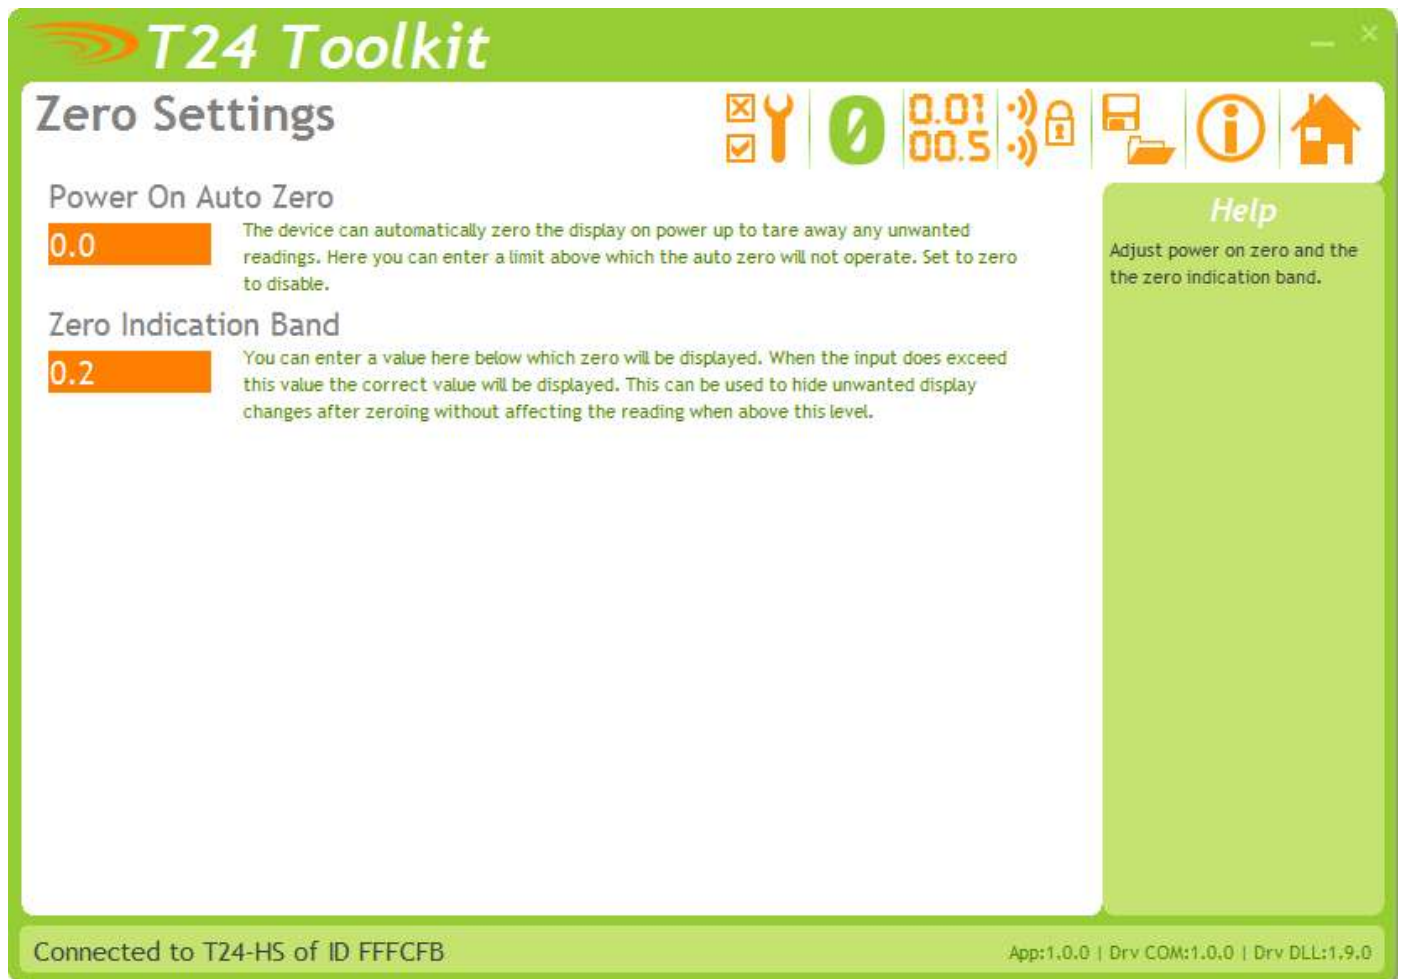 T24 Toolkit
Zero Settings
0
0.01
00.5
Power On Auto Zero
0.0
The device can automatically zero the display on power up to tare away any unwanted
readings. Here you can enter a limit above which the auto zero will not operate. Set to zero
to disable.
Zero Indication Band
0.2
You can enter a value here below which zero will be displayed. When the input does exceed
this value the correct value will be displayed. This can be used to hide unwanted display
changes after zeroing without affecting the reading when above this level.
Help
Adjust power on zero and the
the zero indication band.
Connected to T24-HS of ID FFFCFB
App:1.0.0 | Drv COM:1.0.0 | Drv DLL:1.9.0